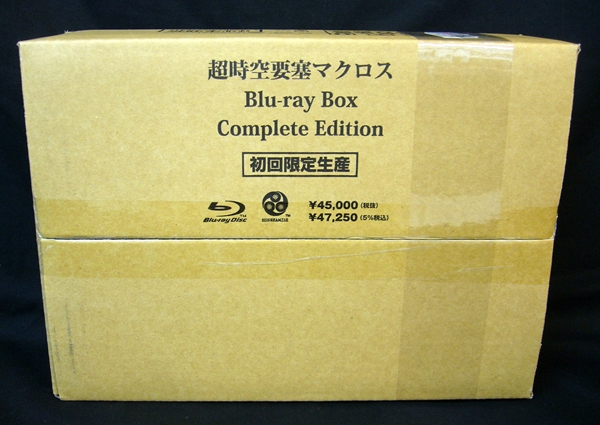 超時空要塞マクロス
Blu-ray Box
Complete Edition
初回限定生産
Blu-ray Disc™
¥45,000（税抜）
¥47,250（5%税込）